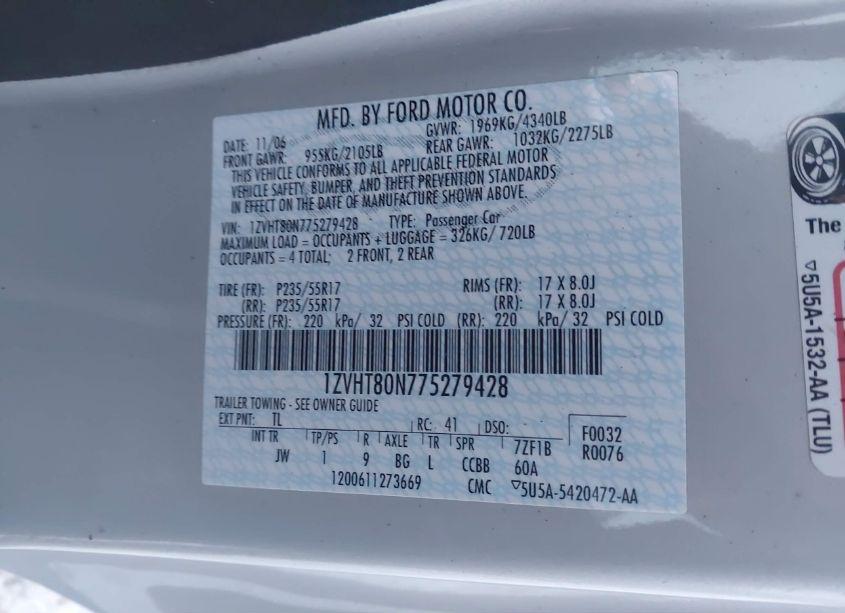 MFD. BY FORD MOTOR CO.
DATE: 11/06 GVWR: 1969KG/4340LB
FRONT GAWR: 955KG/2105LB REAR GAWR: 1032KG/2275LB
THIS VEHICLE CONFORMS TO ALL APPLICABLE FEDERAL MOTOR
VEHICLE SAFETY, BUMPER, AND THEFT PREVENTION STANDARDS
IN EFFECT ON THE DATE OF MANUFACTURE SHOWN ABOVE.
VIN: 1ZVHT80N775279428 TYPE: Passenger Car
MAXIMUM LOAD = OCCUPANTS + LUGGAGE = 326KG/ 720LB
OCCUPANTS = 4 TOTAL; 2 FRONT, 2 REAR
TIRE (FR): P235/55R17 RIMS (FR): 17 X 8.0J
(RR): P235/55R17 (RR): 17 X 8.0J
PRESSURE (FR): 220 kPa/ 32 PSI COLD (RR): 220 kPa/ 32 PSI COLD
1ZVHT80N775279428
TRAILER TOWING - SEE OWNER GUIDE
EXT PNT: TL RC: 41 DSO: F0032
INT TR TP/PS R AXLE TR SPR 7ZF1B R0076
JW 1 9 BG L CCBB 60A
1200611273669 CMC ▽5U5A-5420472-AA
The
▽5U5A-1532-AA (TLU)